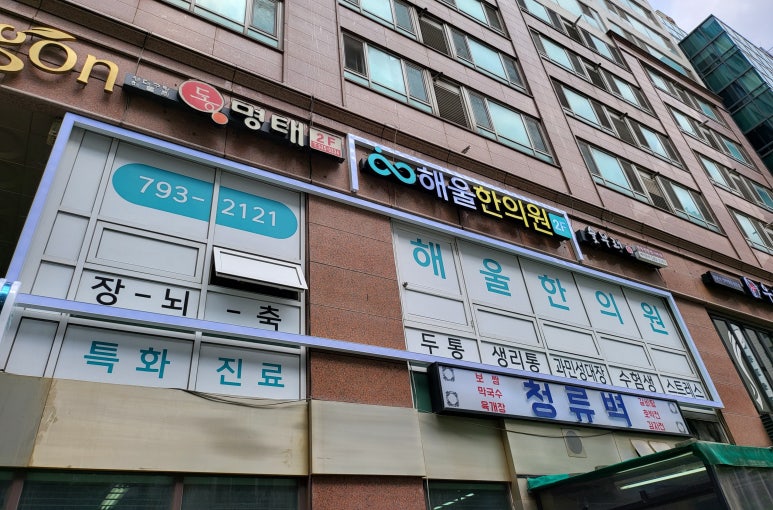 gon
도
명태
2F
해울한의원
2F
793-2121
해울한의원
장-뇌-축
두통 생리통 과민성대장 수험생 스트레스
특화 진료
보쌈
막국수
육개장
청류벽